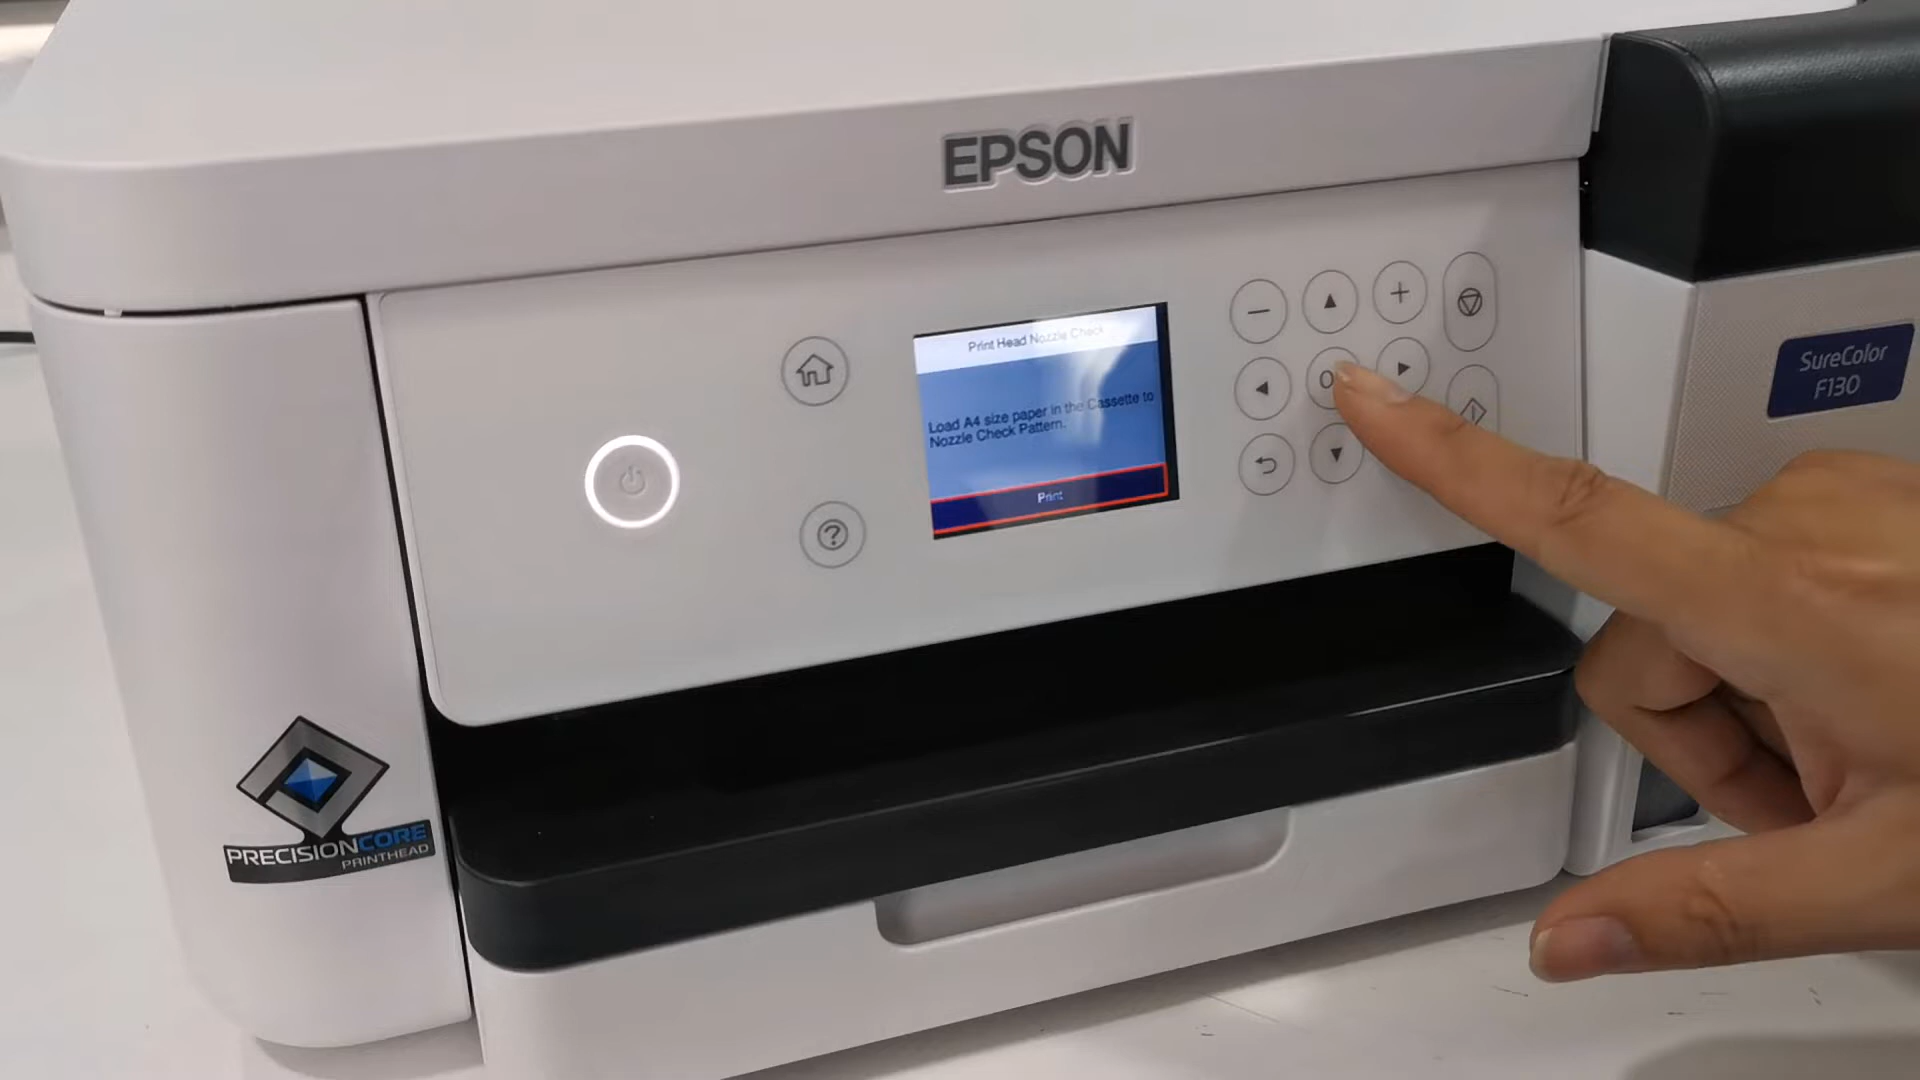 EPSON
Print Head Nozzle Check
Load A4 size paper in the Cassette to
Nozzle Check Pattern.
Print
SureColor
F130
PRECISIONCORE
PRINTHEAD